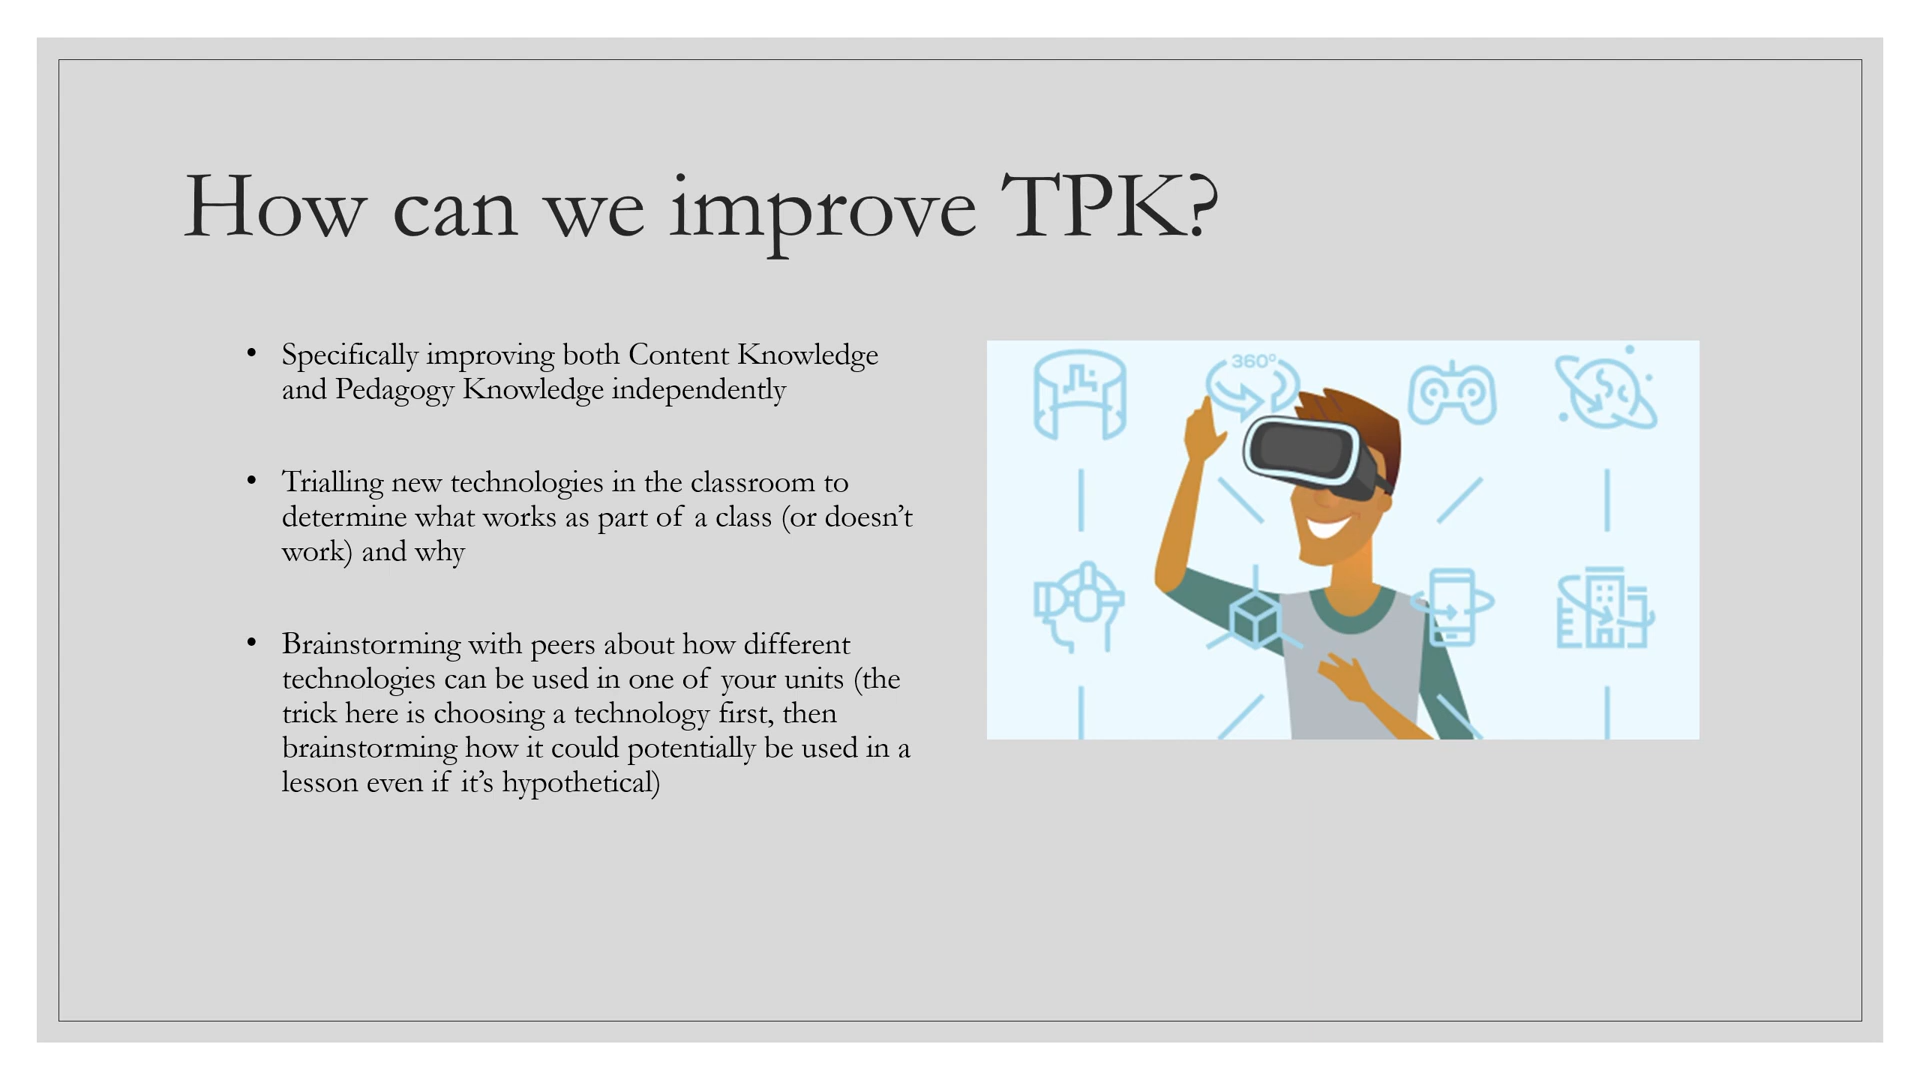 How can we improve TPK?
• Specifically improving both Content Knowledge
and Pedagogy Knowledge independently
• Trialling new technologies in the classroom to
determine what works as part of a class (or doesn’t
work) and why
• Brainstorming with peers about how different
technologies can be used in one of your units (the
trick here is choosing a technology first, then
brainstorming how it could potentially be used in a
lesson even if it’s hypothetical)
360°